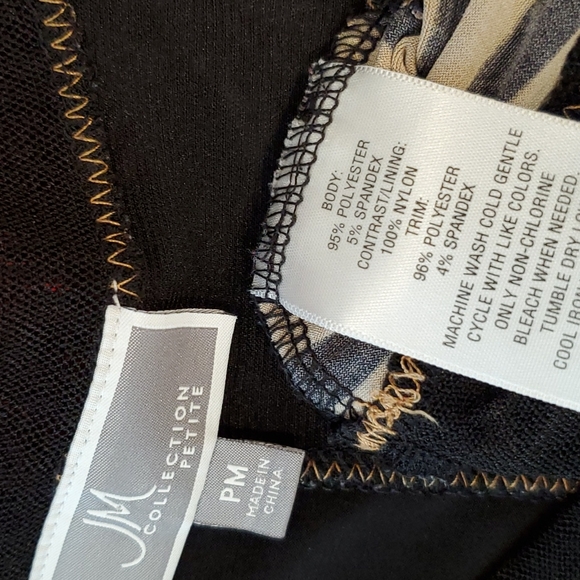 BODY:
95% POLYESTER
5% SPANDEX
CONTRAST/LINING:
100% NYLON
TRIM:
96% POLYESTER
4% SPANDEX
MACHINE WASH COLD GENTLE
CYCLE WITH LIKE COLORS.
ONLY NON-CHLORINE
BLEACH WHEN NEEDED.
TUMBLE DRY
COOL
JM
COLLECTION
PETITE
PM
MADE IN
CHINA